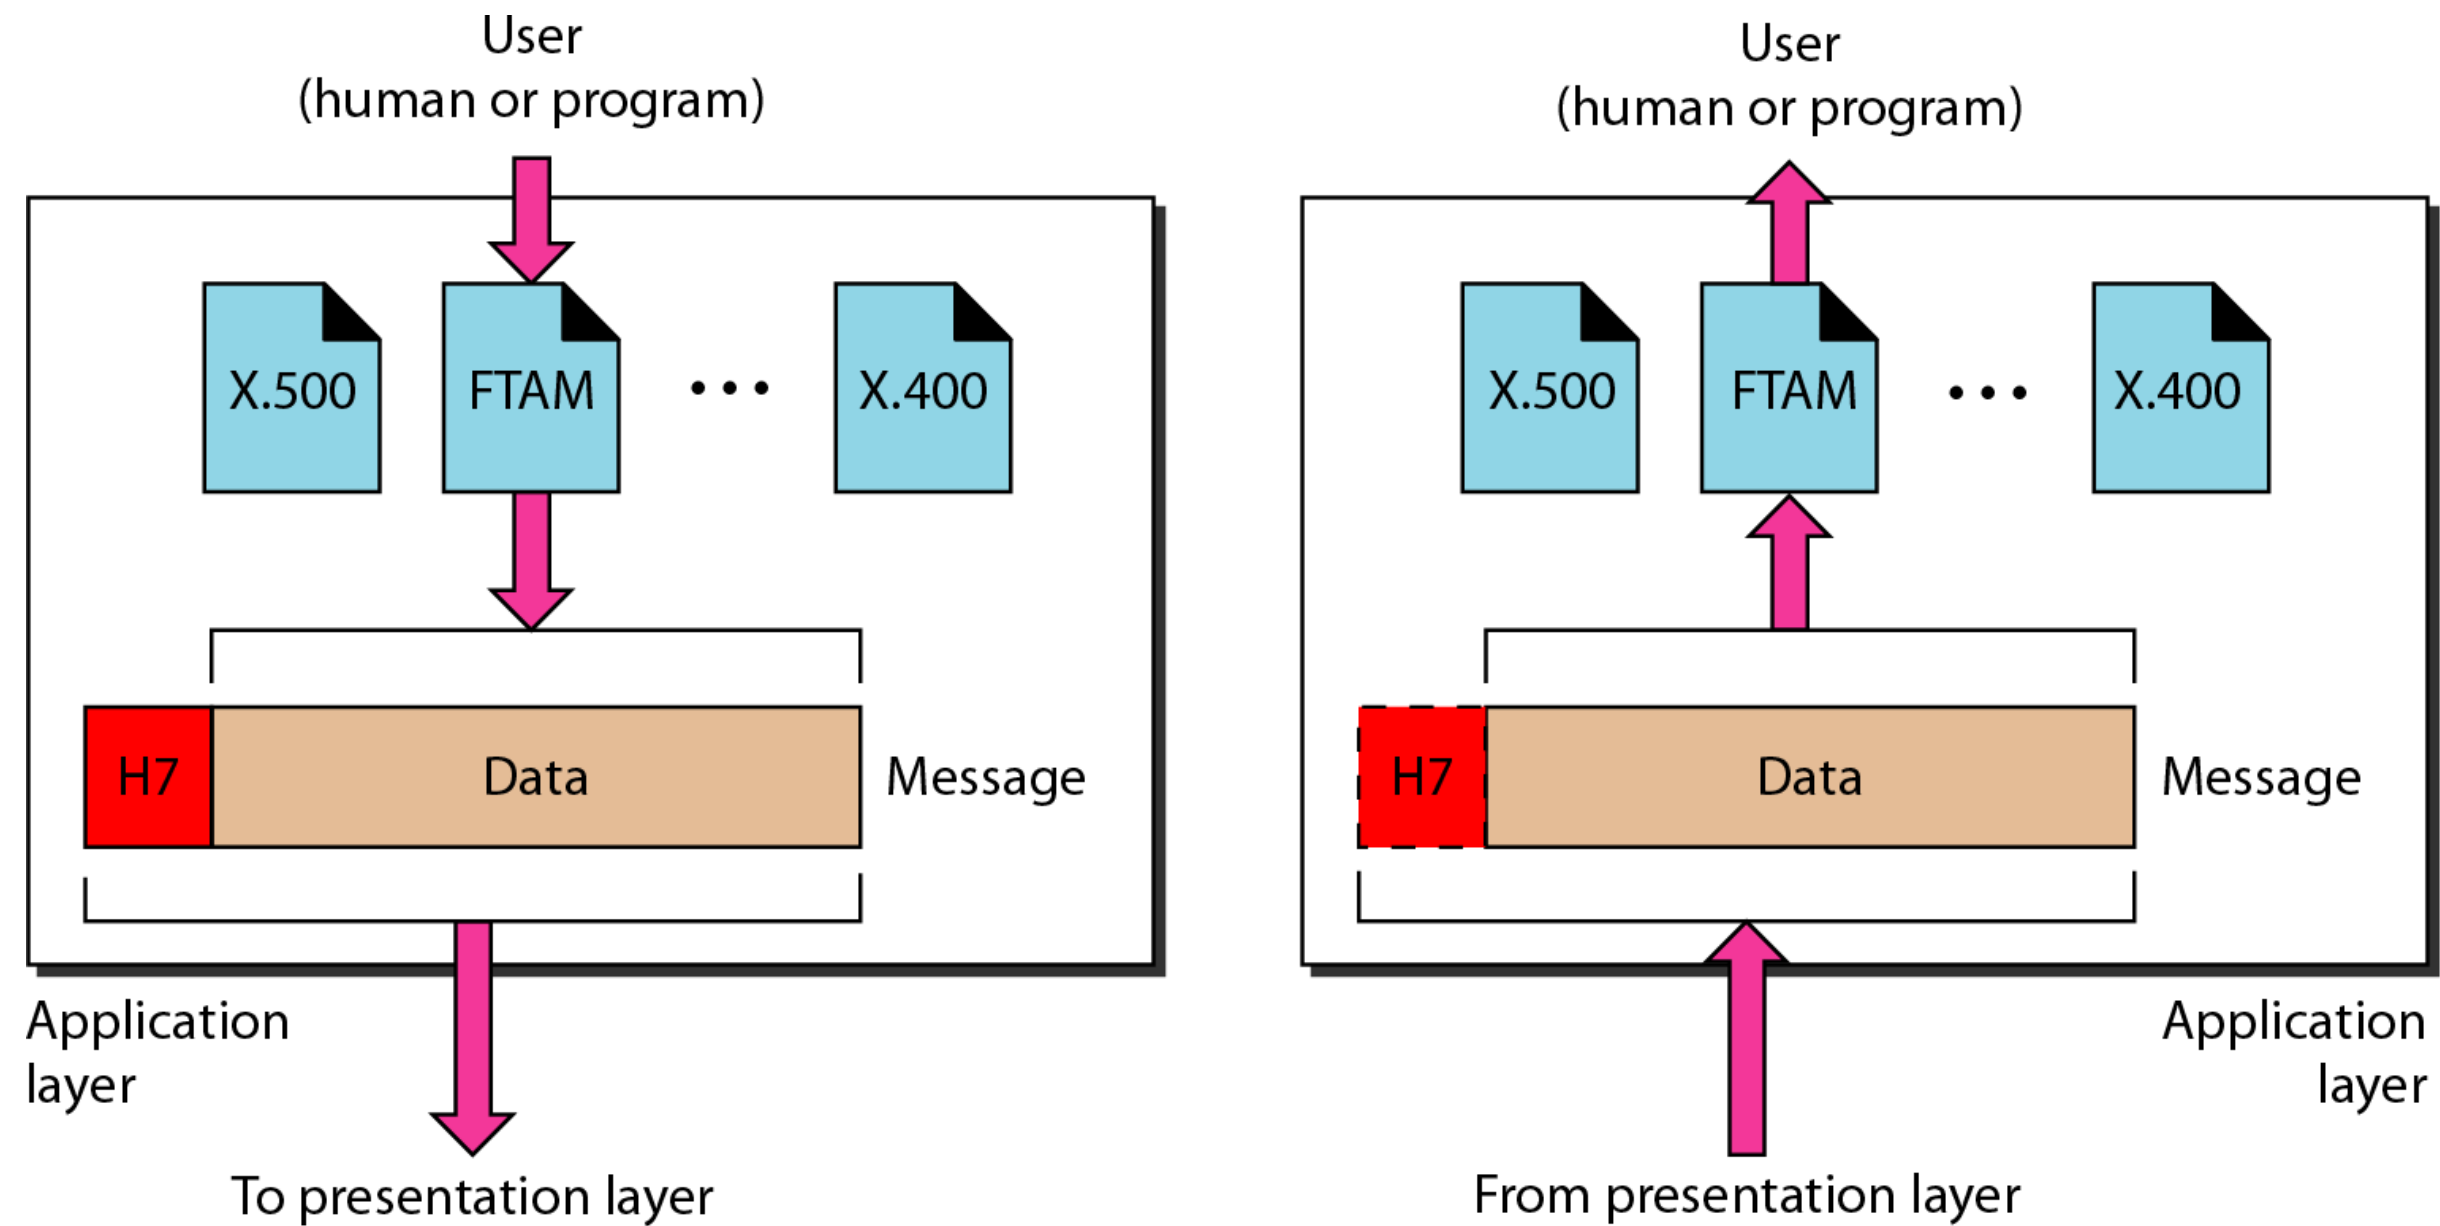 User
(human or program)
X.500
FTAM
...
X.400
H7
Data
Message
Application
layer
To presentation layer
User
(human or program)
X.500
FTAM
...
X.400
H7
Data
Message
Application
layer
From presentation layer